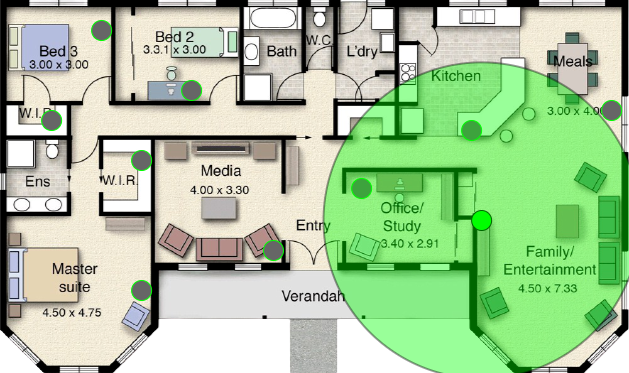 Bed 3
3.00 x 3.00
Bed 2
3.3.1 x 3.00
Bath
W.C
L'dry
Kitchen
Meals
3.00 x 4.00
W.I.R.
Ens
W.I.R.
Media
4.00 x 3.30
Entry
Office/
Study
3.40 x 2.91
Master
suite
4.50 x 4.75
Verandah
Family/
Entertainment
4.50 x 7.33